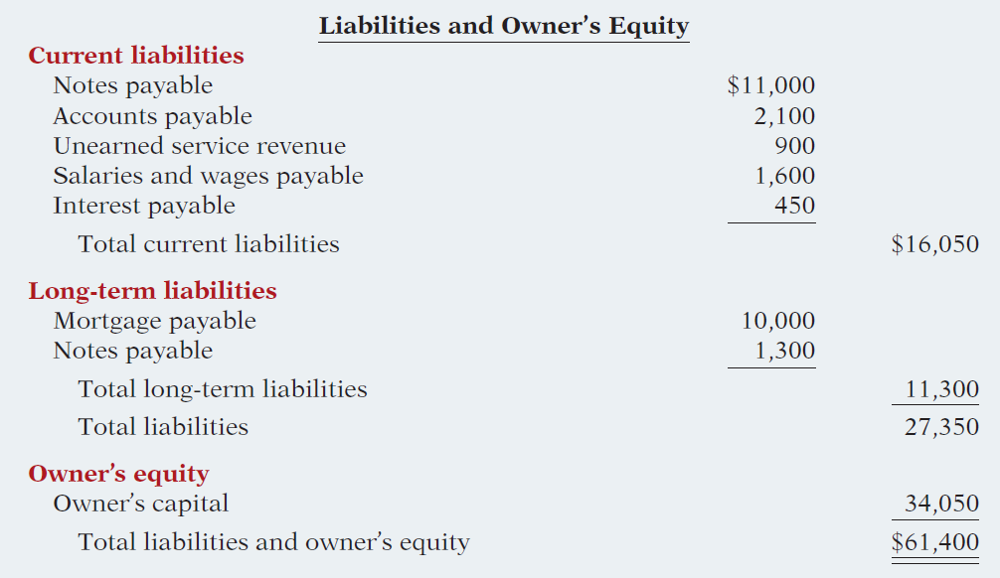 Liabilities and Owner's Equity
Current liabilities
Notes payable $11,000
Accounts payable 2,100
Unearned service revenue 900
Salaries and wages payable 1,600
Interest payable 450
Total current liabilities $16,050
Long-term liabilities
Mortgage payable 10,000
Notes payable 1,300
Total long-term liabilities 11,300
Total liabilities 27,350
Owner's equity
Owner's capital 34,050
Total liabilities and owner's equity $61,400